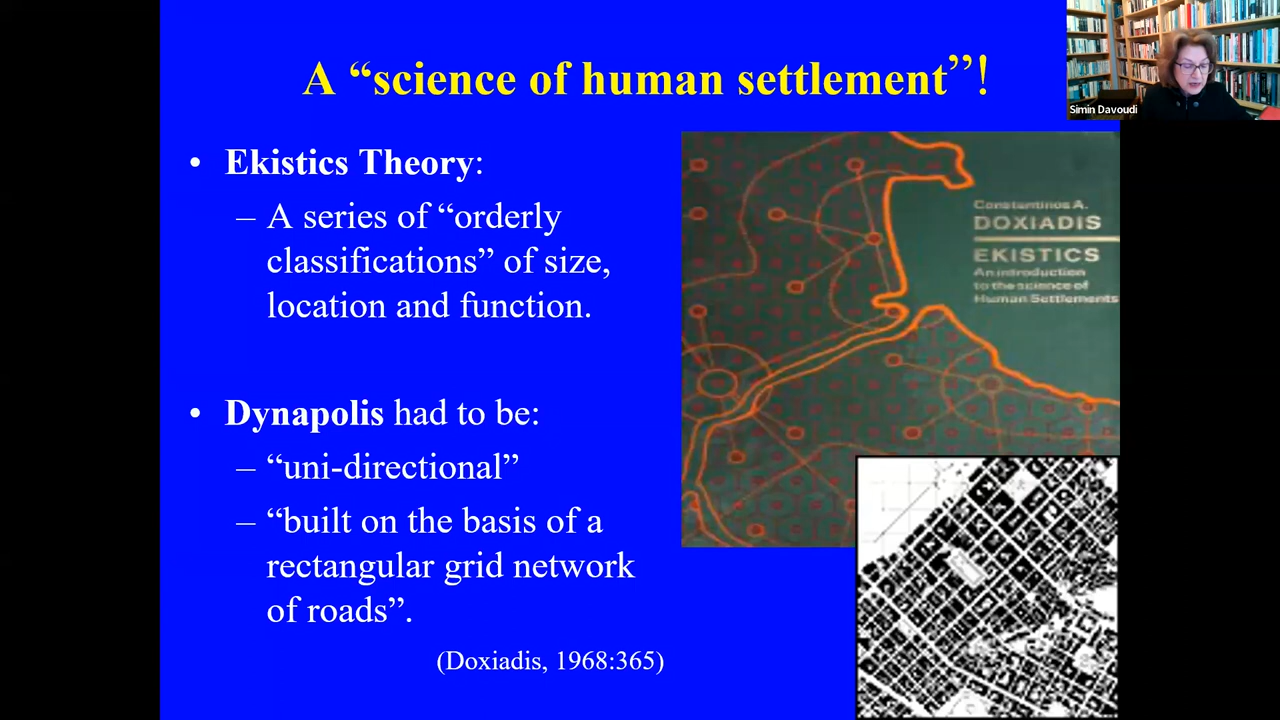 A “science of human settlement”!
Simin Davoudi
• Ekistics Theory:
– A series of “orderly
classifications” of size,
location and function.
• Dynapolis had to be:
– “uni-directional”
– “built on the basis of a
rectangular grid network
of roads”.
(Doxiadis, 1968:365)
Constantinos A.
DOXIADIS
EKISTICS
An introduction
to the science of
Human Settlements